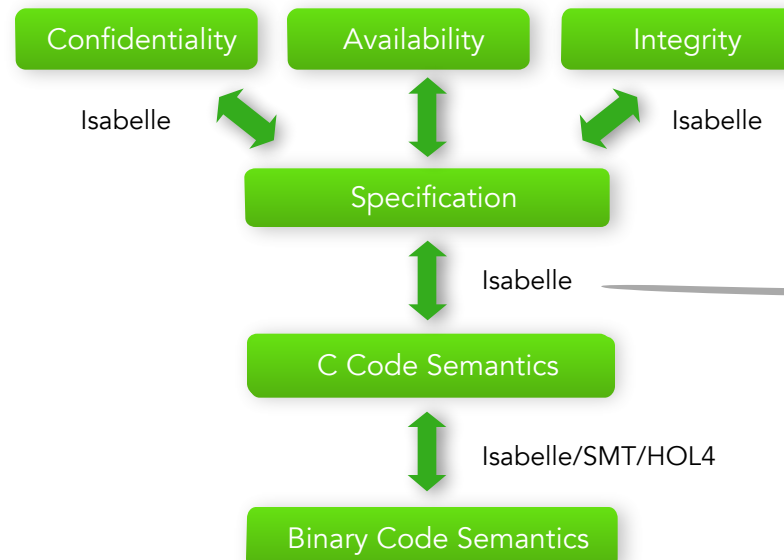 Confidentiality
Availability
Integrity
Isabelle
Isabelle
Specification
Isabelle
C Code Semantics
Isabelle/SMT/HOL4
Binary Code Semantics